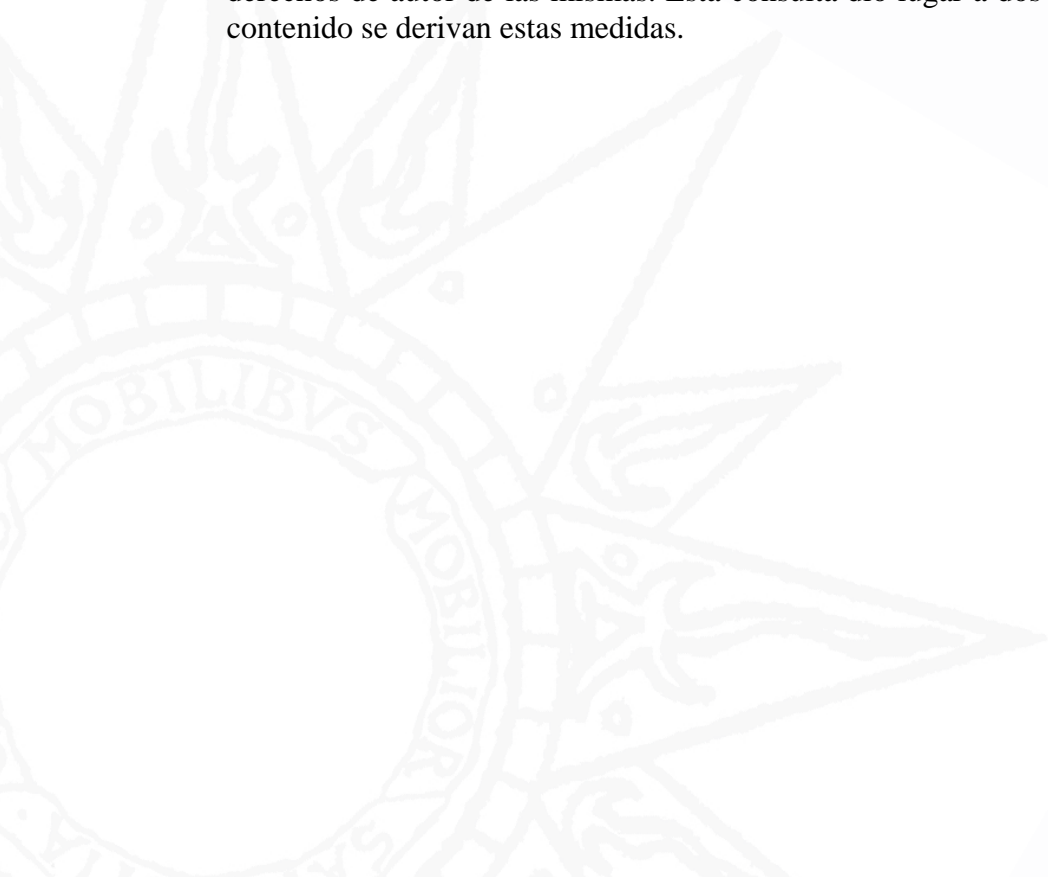 derechos de autor de las mismas. Esta consulta dio lugar a dos
contenido se derivan estas medidas.
MOBILIBVS
MOBILIOR